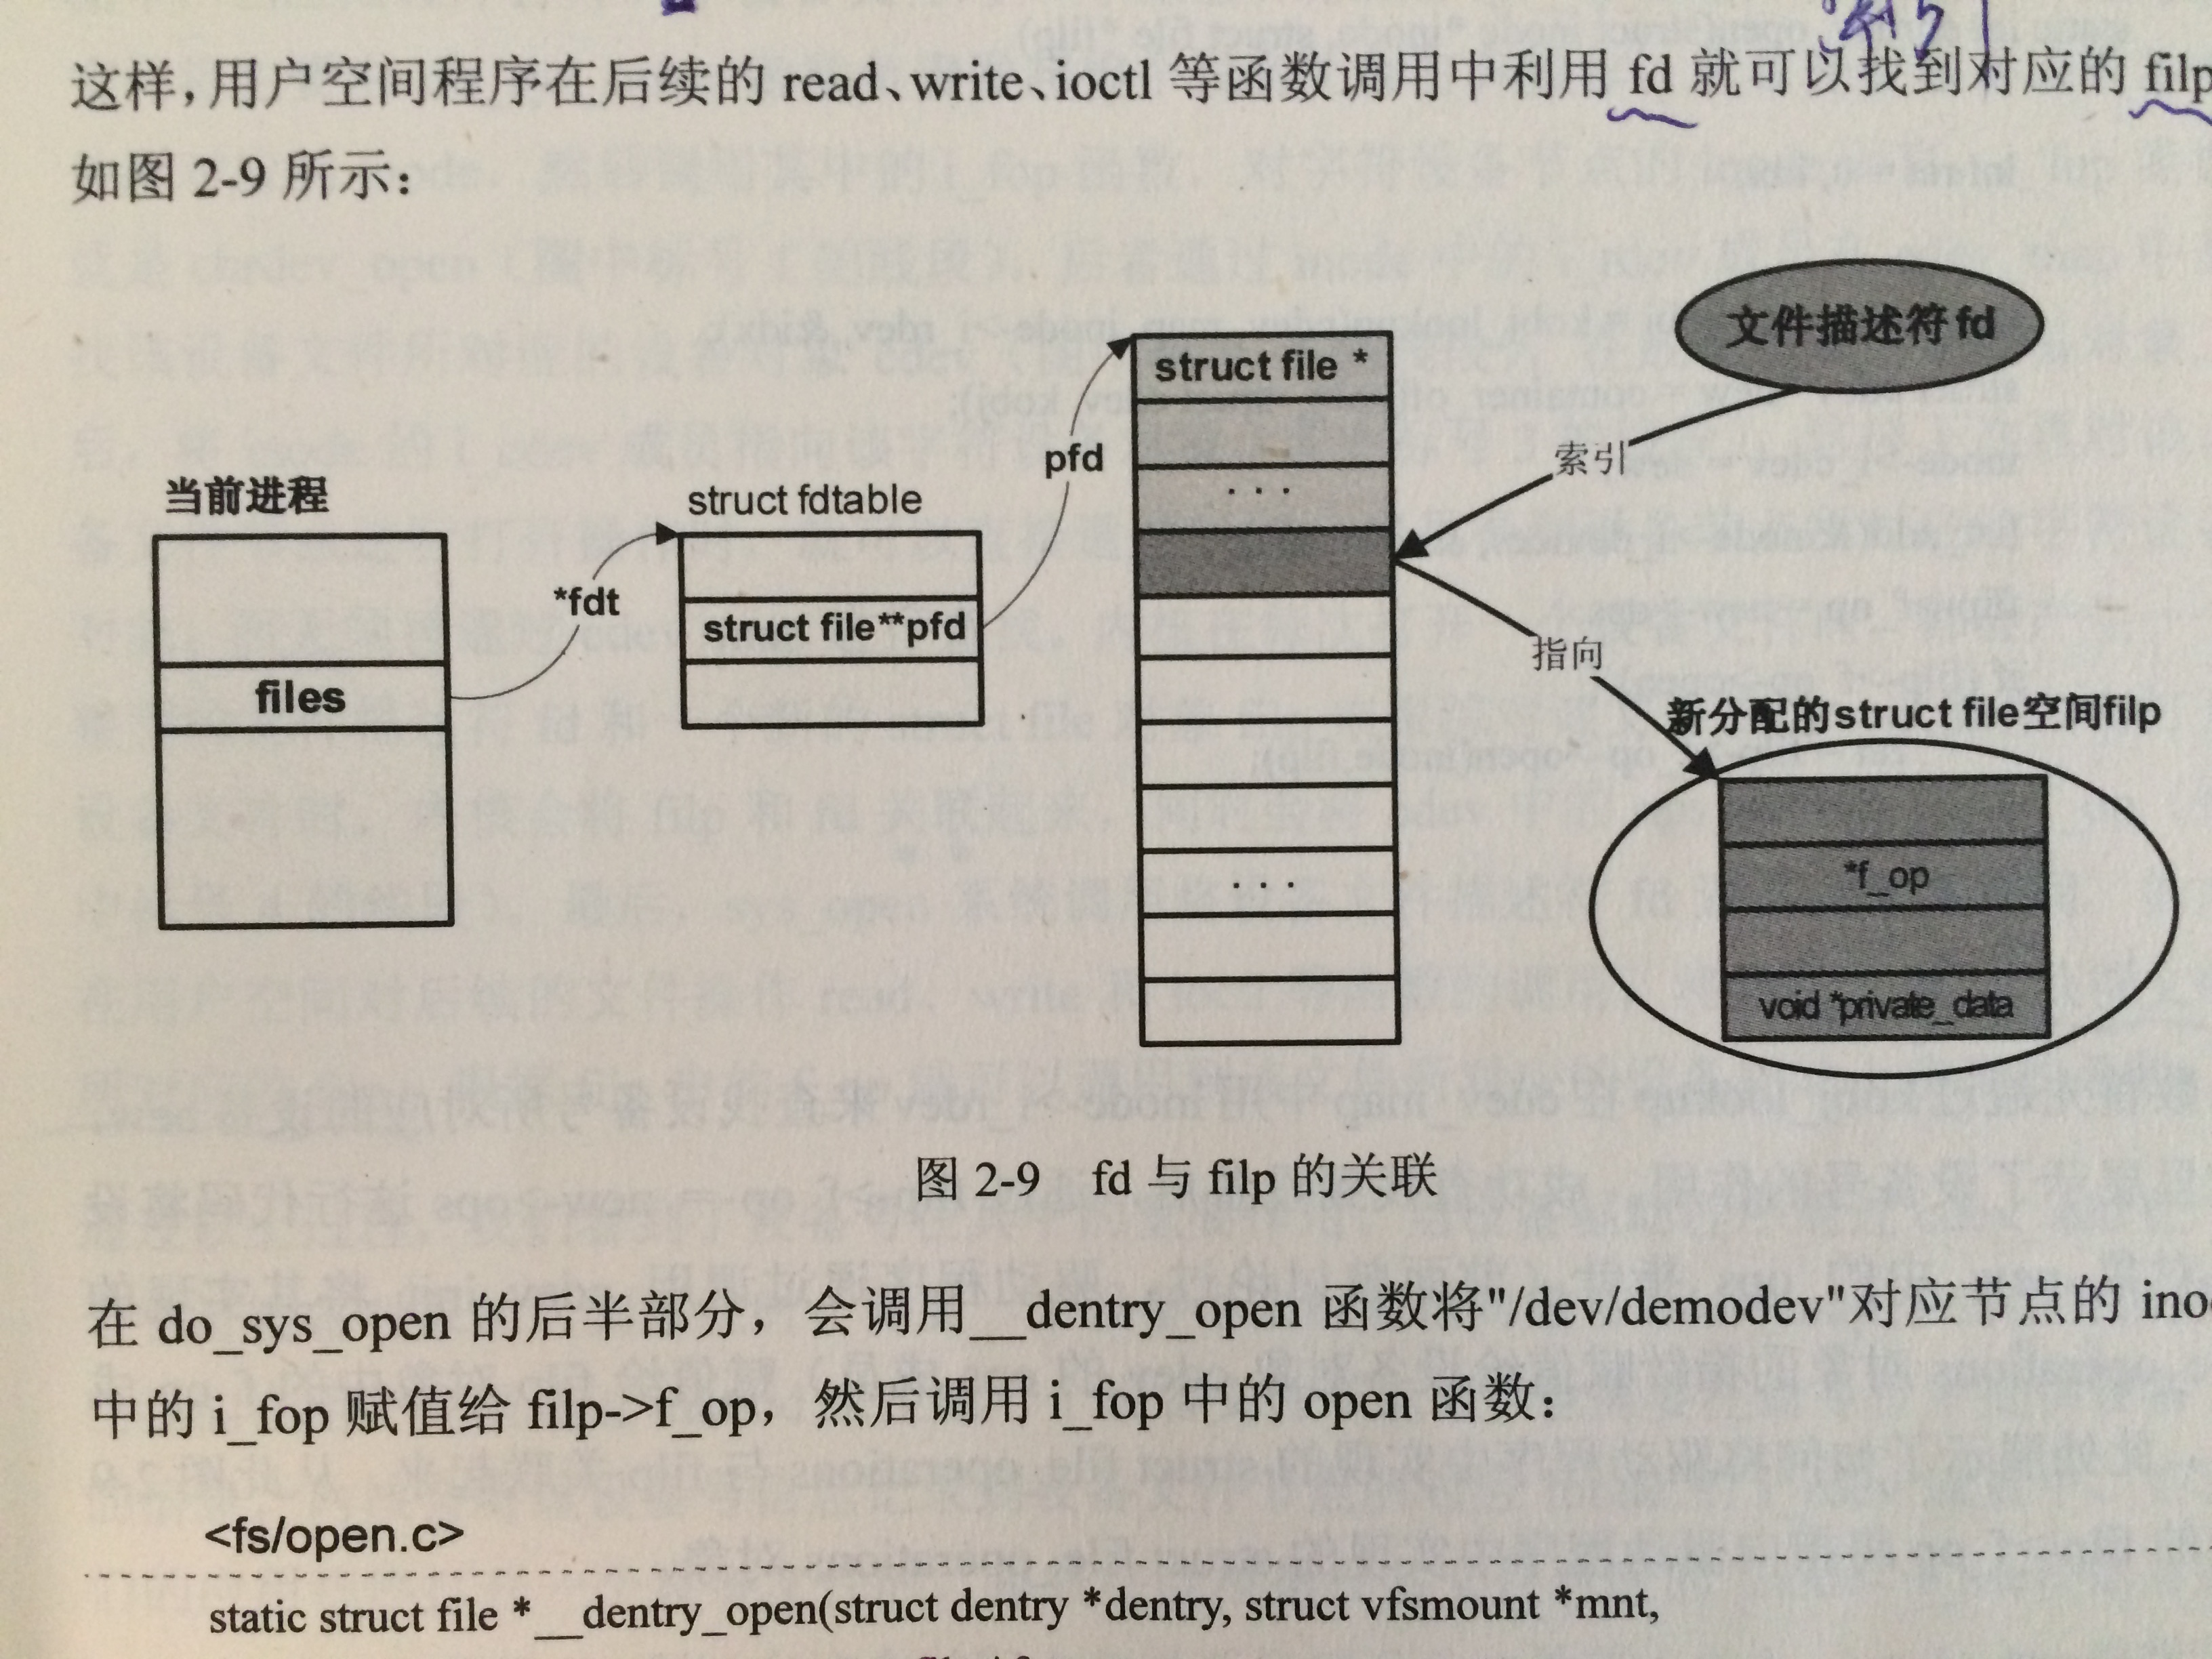 这样，用户空间程序在后续的 read、write、ioctl 等函数调用中利用 fd 就可以找到对应的 filp
如图 2-9 所示：
文件描述符fd
struct file *
索引
pfd
. . .
当前进程
struct fdtable
*fdt
struct file**pfd
files
指向
新分配的struct file空间filp
*f_op
. . .
void *private_data
图 2-9 fd 与 filp 的关联
在 do_sys_open 的后半部分，会调用__dentry_open 函数将"/dev/demodev"对应节点的
中的 i_fop 赋值给 filp->f_op，然后调用 i_fop 中的 open 函数：
<fs/open.c>
static struct file *__dentry_open(struct dentry *dentry, struct vfsmount *mnt,